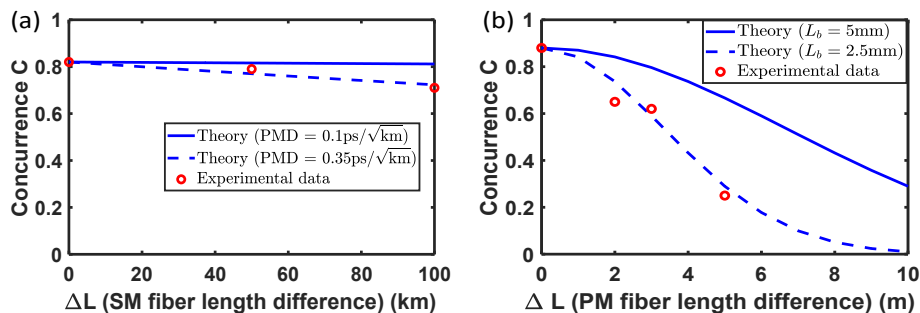 (a)
Concurrence C
1
0.8
0.6
0.4
0.2
0
Theory (PMD = 0.1ps/√km)
Theory (PMD = 0.35ps/√km)
Experimental data
0 20 40 60 80 100
ΔL (SM fiber length difference) (km)
(b)
Concurrence C
1
0.8
0.6
0.4
0.2
0
Theory (L_b = 5mm)
Theory (L_b = 2.5mm)
Experimental data
0 2 4 6 8 10
Δ L (PM fiber length difference) (m)